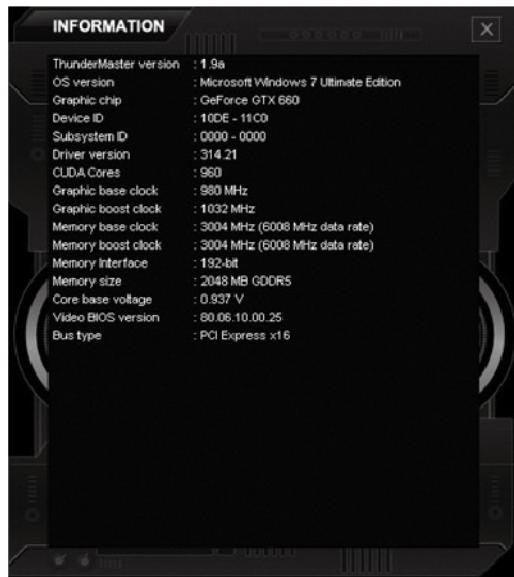 INFORMATION
ThunderMaster version : 1.9a
OS version : Microsoft Windows 7 Ultimate Edition
Graphic chip : GeForce GTX 660
Device ID : 10DE - 11C0
Subsystem ID : 0000 - 0000
Driver version : 314.21
CUDA Cores : 960
Graphic base clock : 980 MHz
Graphic boost clock : 1032 MHz
Memory base clock : 3004 MHz (6008 MHz data rate)
Memory boost clock : 3004 MHz (6008 MHz data rate)
Memory Interface : 192-bit
Memory size : 2048 MB GDDR5
Core base voltage : 0.937 V
Video BIOS version : 80.06.10.00.25
Bus type : PCI Express x16